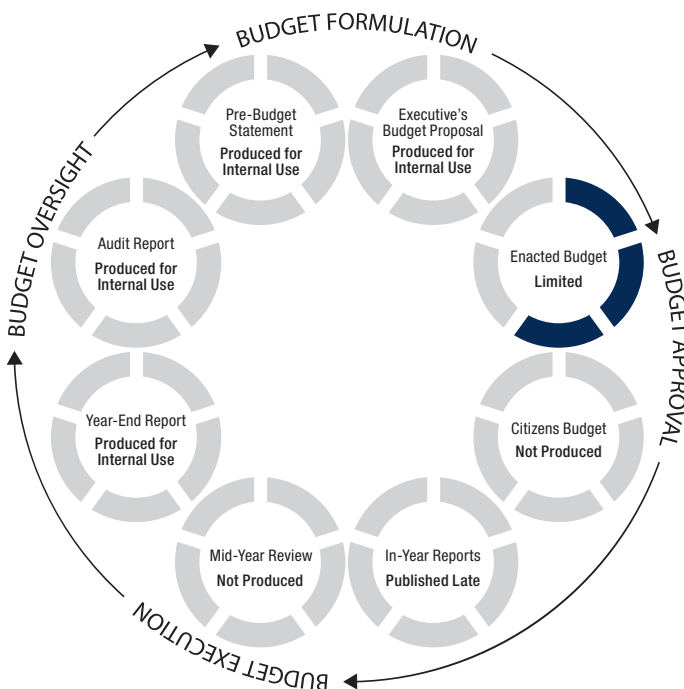 BUDGET FORMULATION
Pre-Budget
Statement
Produced for
Internal Use
Executive's
Budget Proposal
Produced for
Internal Use
Enacted Budget
Limited
BUDGET APPROVAL
Citizens Budget
Not Produced
In-Year Reports
Published Late
Mid-Year Review
Not Produced
BUDGET EXECUTION
Year-End Report
Produced for
Internal Use
Audit Report
Produced for
Internal Use
BUDGET OVERSIGHT